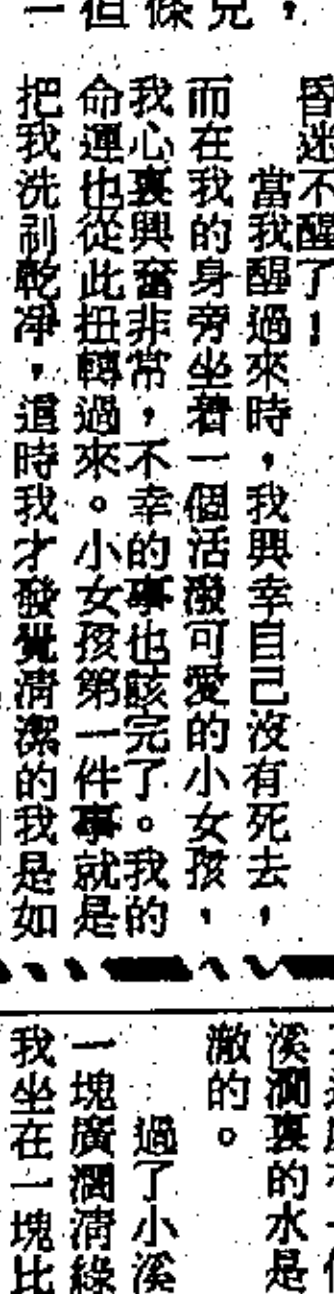 但條兒，
昏迷不醒了！
當我醒過來時，我興幸自己沒有死去，
而在我的身旁坐着一個活潑可愛的小女孩，
我心裏興奮非常，不幸的事也該完了。我的
命運也從此扭轉過來。小女孩第一件事就是
把我洗刮乾淨，這時我才發覺清潔的我是如
溪澗裏的水是
澈的。
過了小溪
一塊廣濶清綠
我坐在一塊比